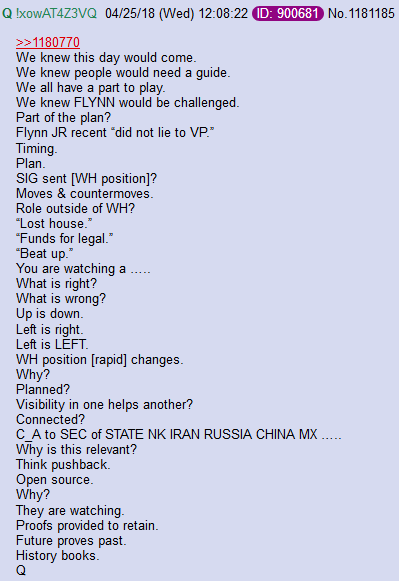 Q !xowAT4Z3VQ 04/25/18 (Wed) 12:08:22 ID: 900681 No.1181185
>>1180770
We knew this day would come.
We knew people would need a guide.
We all have a part to play.
We knew FLYNN would be challenged.
Part of the plan?
Flynn JR recent “did not lie to VP.”
Timing.
Plan.
SIG sent [WH position]?
Moves & countermoves.
Role outside of WH?
“Lost house.”
“Funds for legal.”
“Beat up.”
You are watching a …..
What is right?
What is wrong?
Up is down.
Left is right.
Left is LEFT.
WH position [rapid] changes.
Why?
Planned?
Visibility in one helps another?
Connected?
C_A to SEC of STATE NK IRAN RUSSIA CHINA MX …..
Why is this relevant?
Think pushback.
Open source.
Why?
They are watching.
Proofs provided to retain.
Future proves past.
History books.
Q